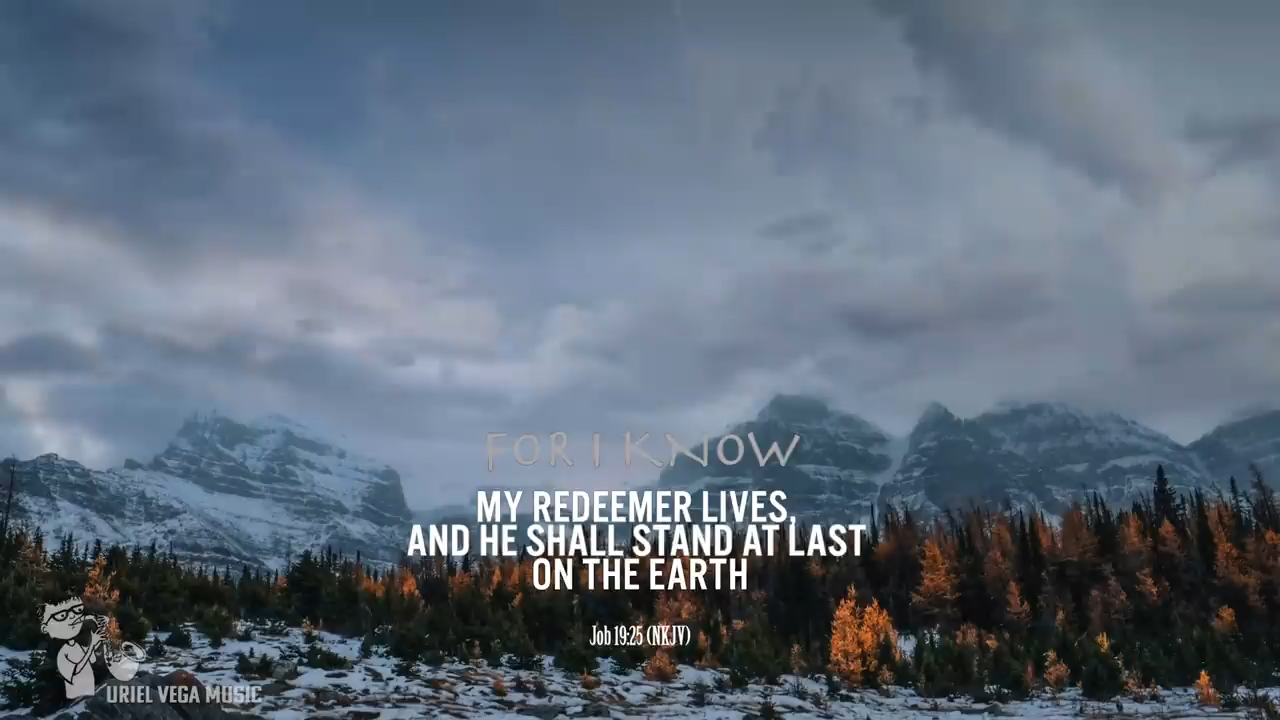 FOR I KNOW
MY REDEEMER LIVES,
AND HE SHALL STAND AT LAST
ON THE EARTH
Job 19:25 (NKJV)
URIEL VEGA MUSIC